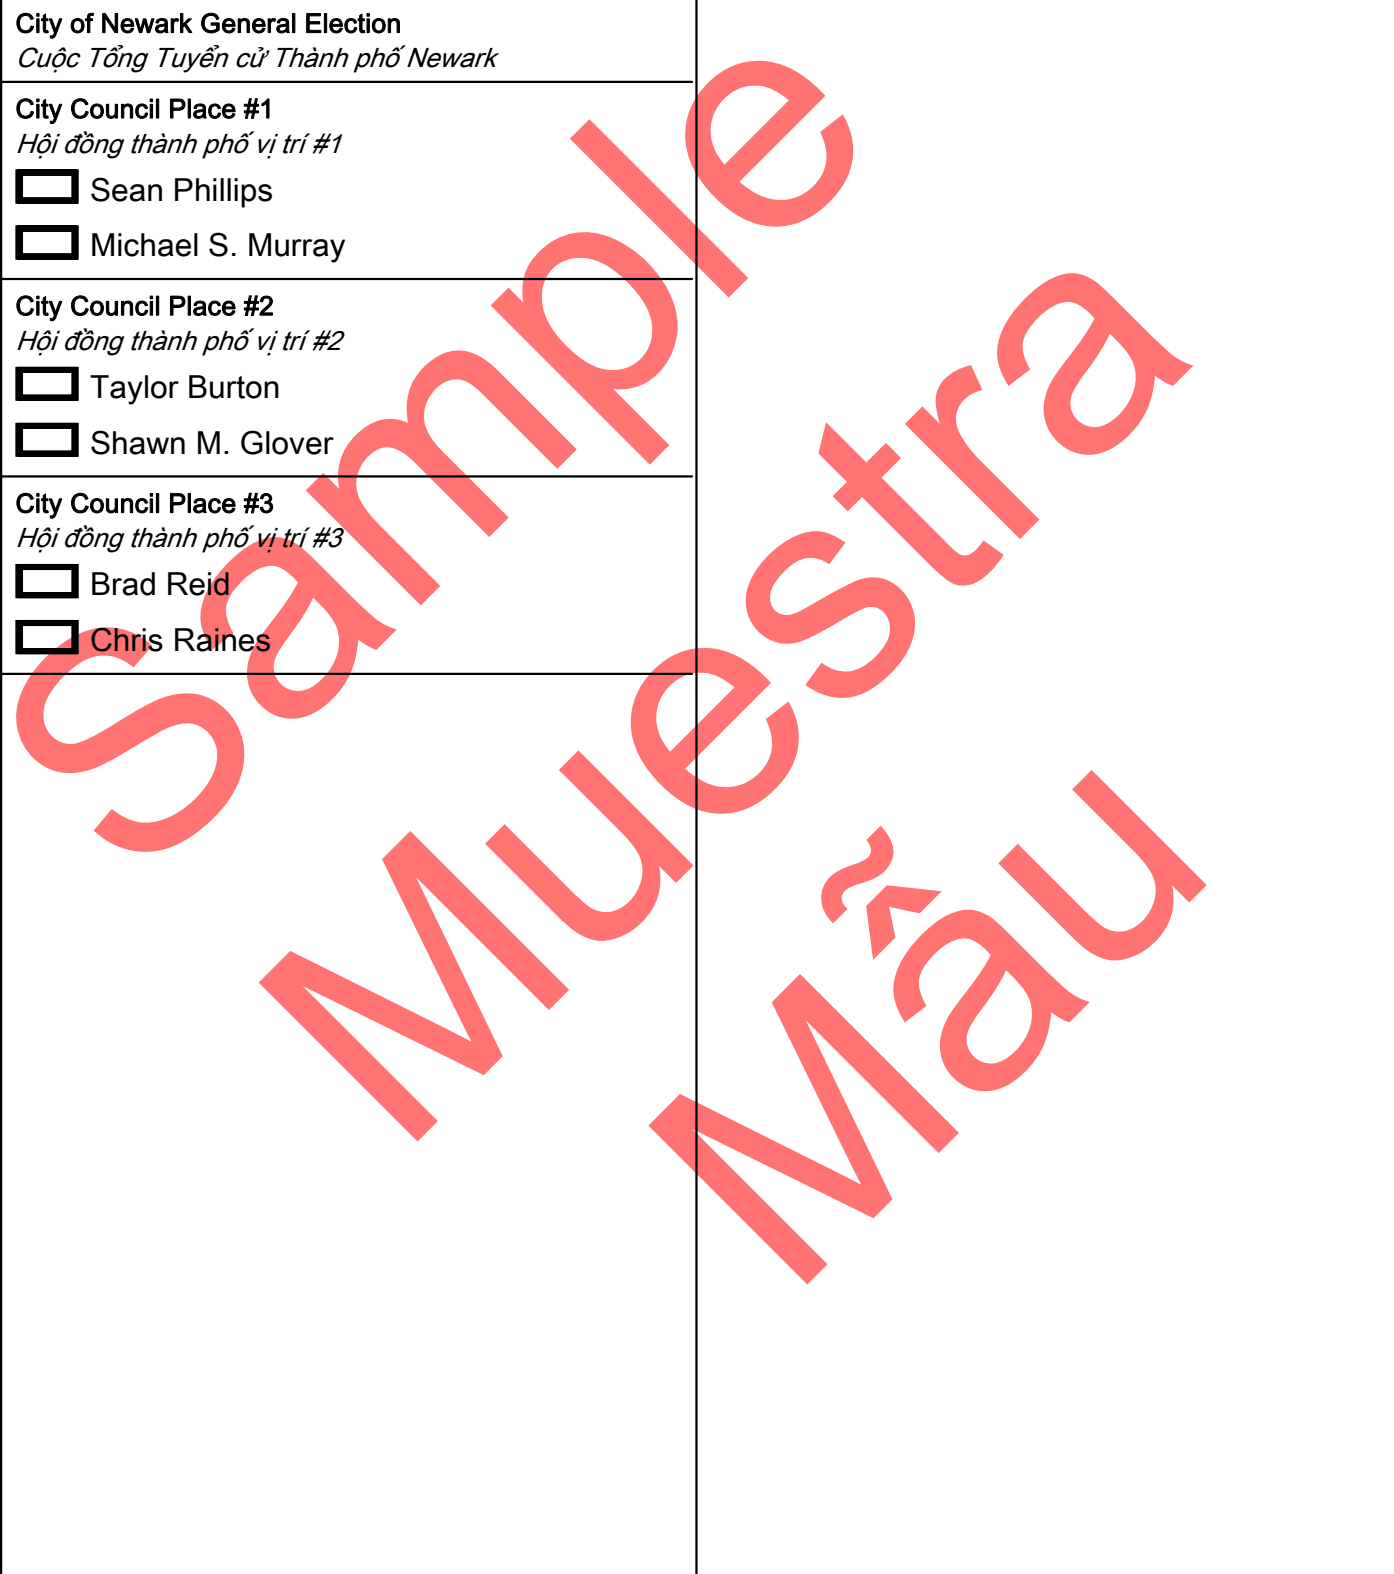 City of Newark General Election
Cuộc Tổng Tuyển cử Thành phố Newark
City Council Place #1
Hội đồng thành phố vị trí #1
Sean Phillips
Michael S. Murray
City Council Place #2
Hội đồng thành phố vị trí #2
Taylor Burton
Shawn M. Glover
City Council Place #3
Hội đồng thành phố vị trí #3
Brad Reid
Chris Raines
Sample
Muestra
Mẫu